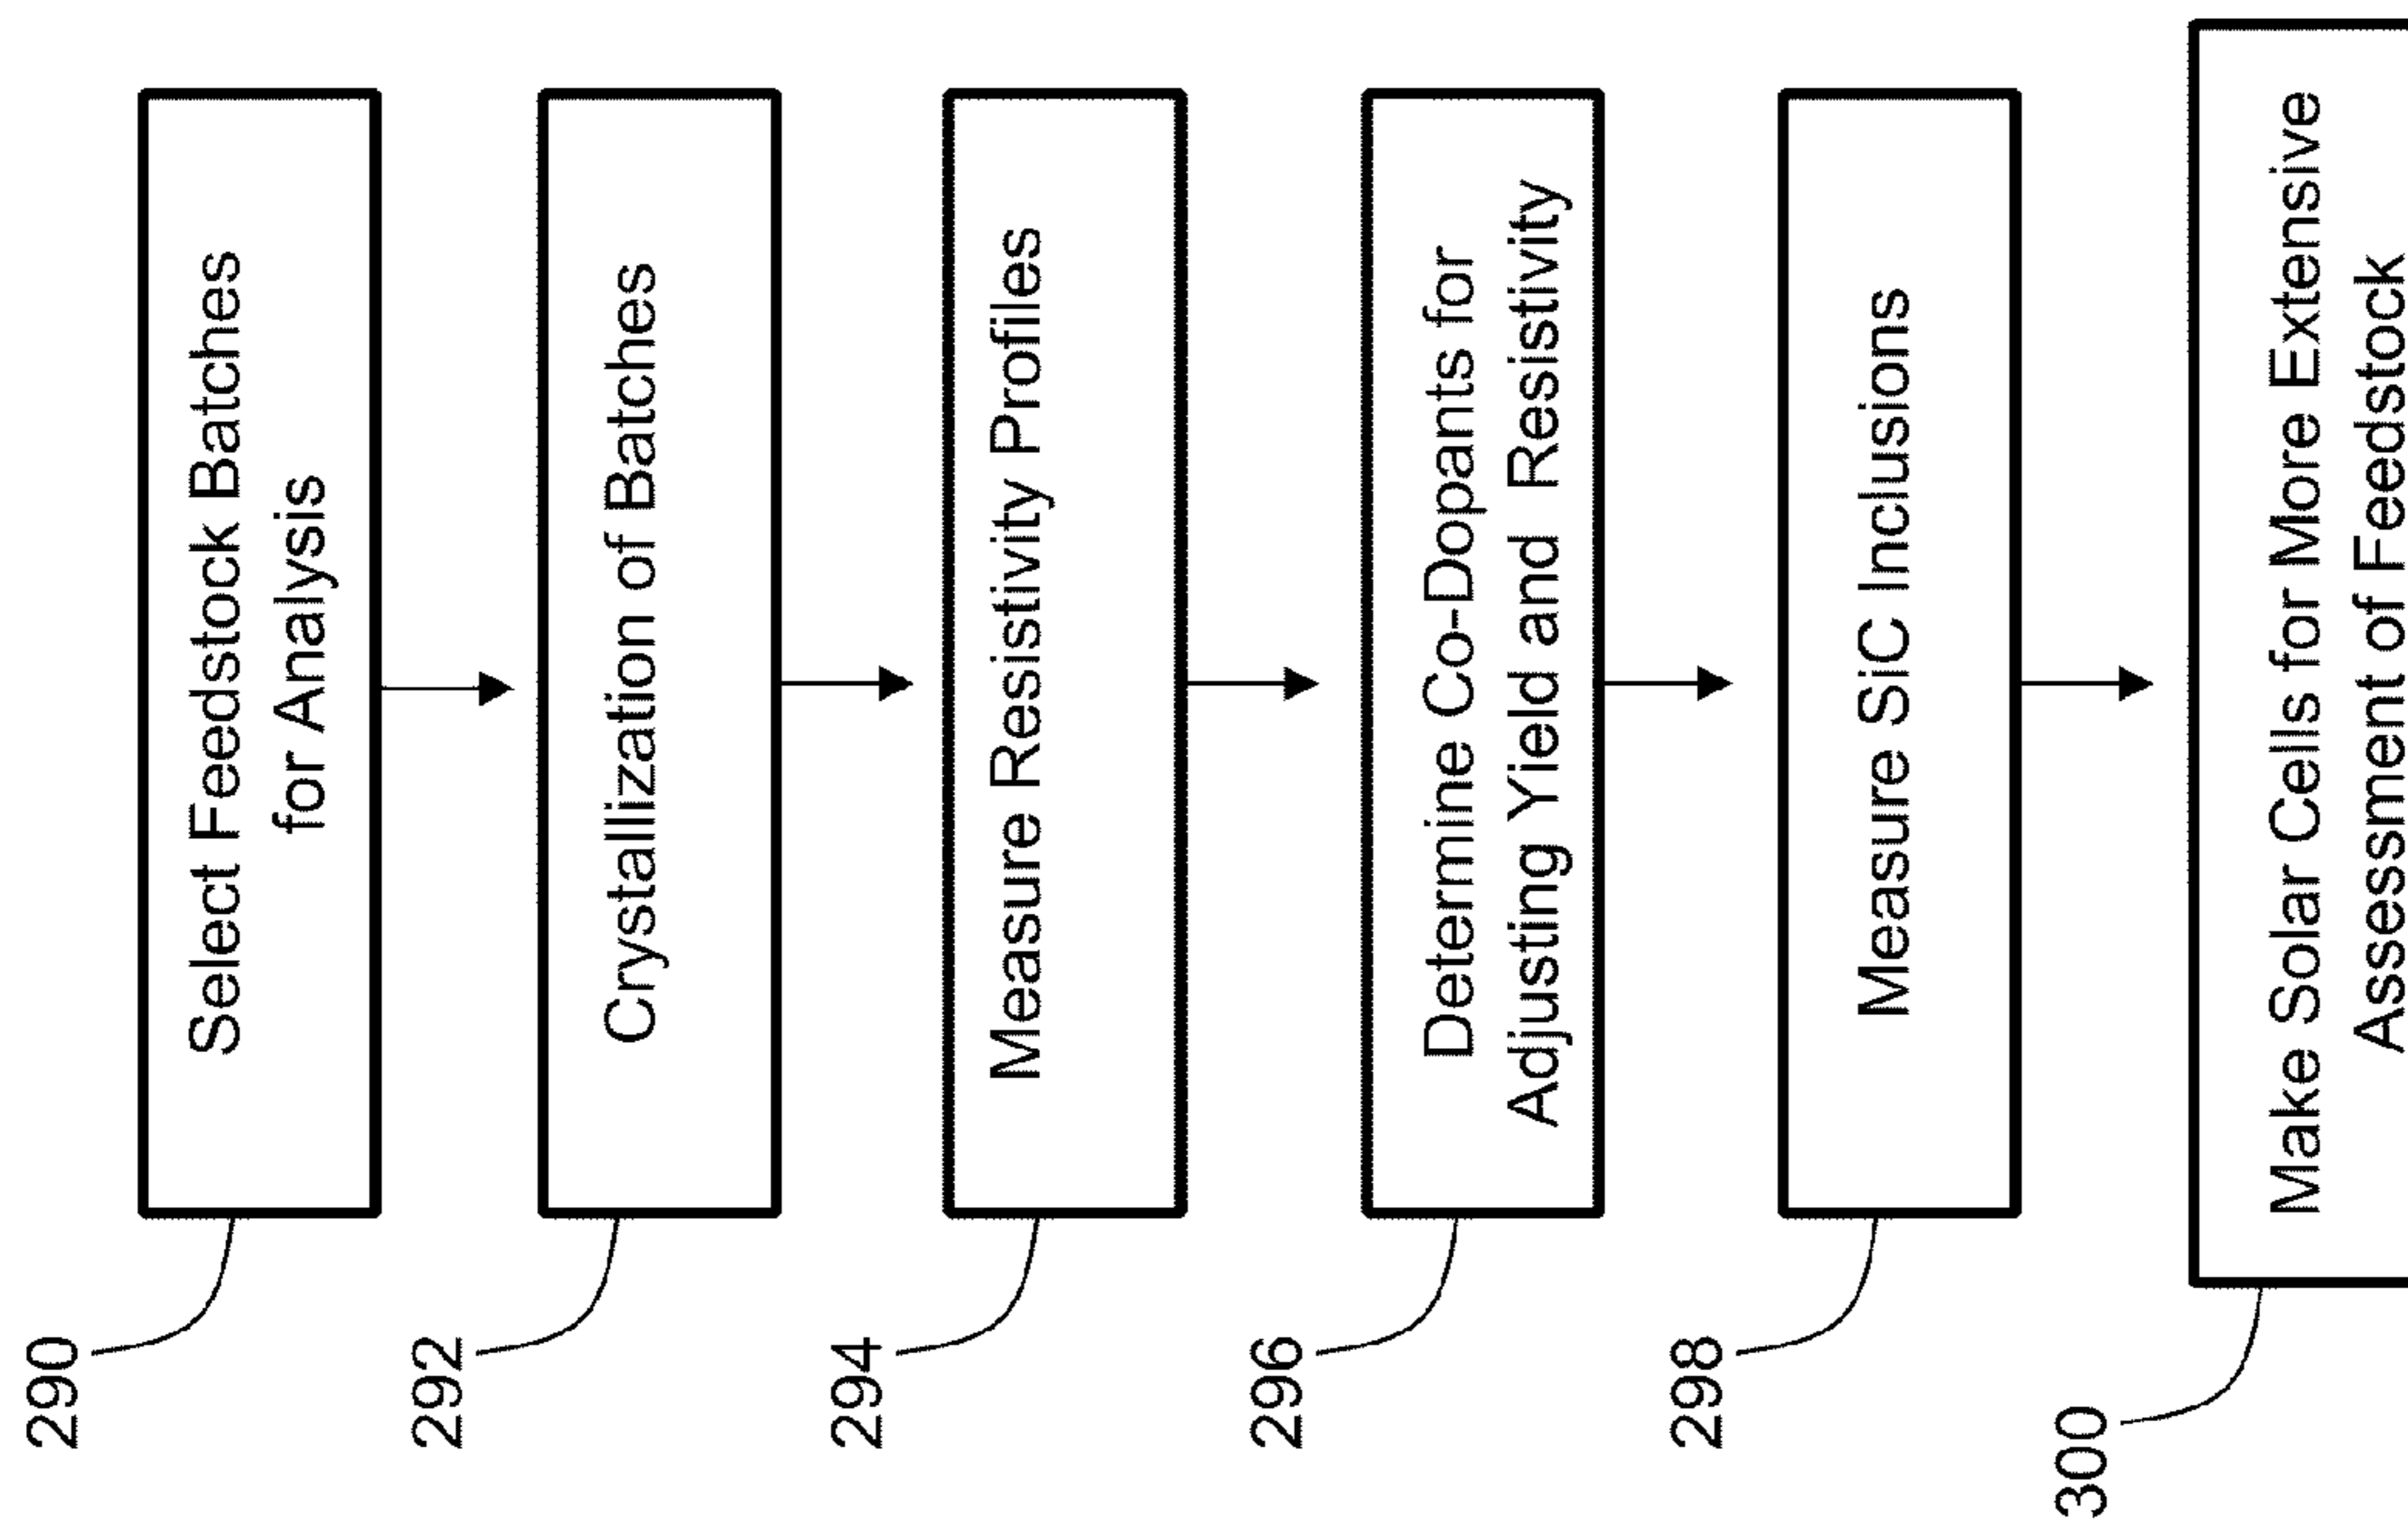 290
Select Feedstock Batches
for Analysis
292
Crystallization of Batches
294
Measure Resistivity Profiles
296
Determine Co-Dopants for
Adjusting Yield and Resistivity
298
Measure SiC Inclusions
300
Make Solar Cells for More Extensive
Assessment of Feedstock